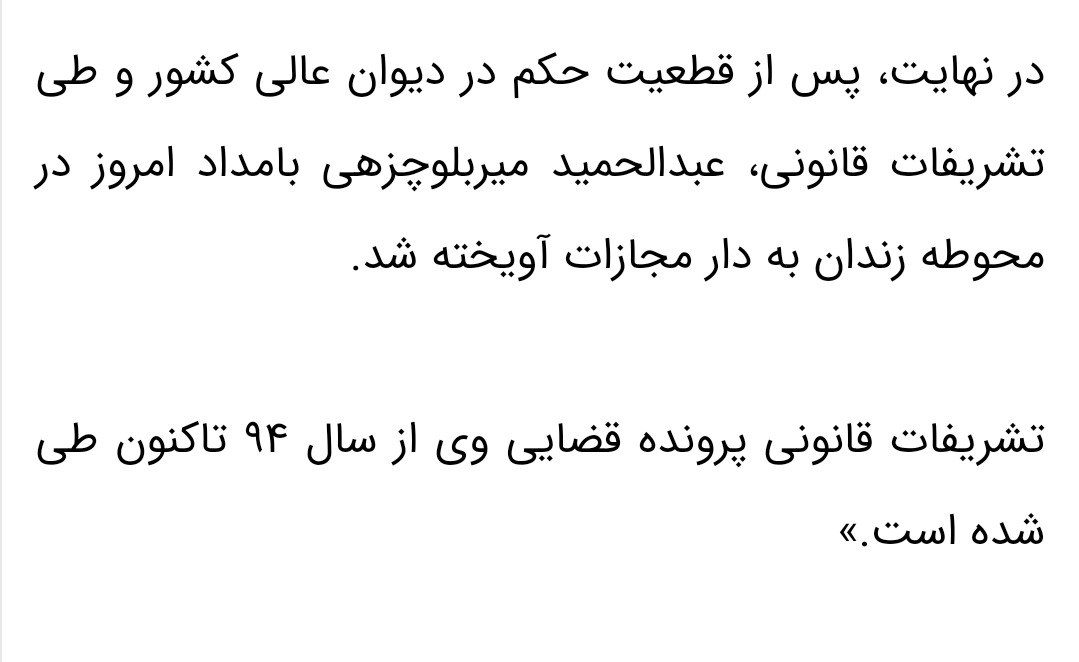 در نهایت، پس از قطعیت حکم در دیوان عالی کشور و طی
تشریفات قانونی، عبدالحمید میربلوچزهی بامداد امروز در
محوطه زندان به دار مجازات آویخته شد.
تشریفات قانونی پرونده قضایی وی از سال ۹۴ تاکنون طی
شده است.»